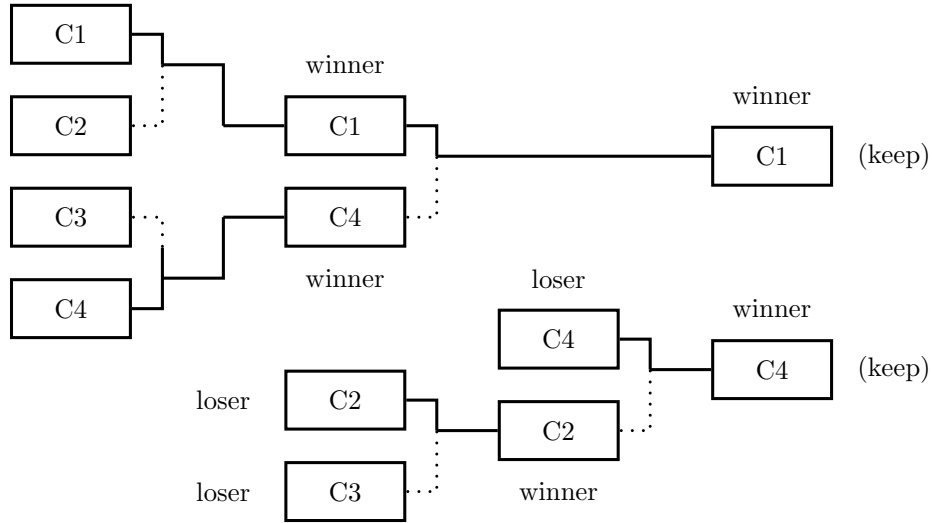 C1
winner
winner
C2
C1
C1
(keep)
C3
C4
winner
loser
C4
winner
C4
C4
(keep)
loser
C2
C2
loser
C3
winner